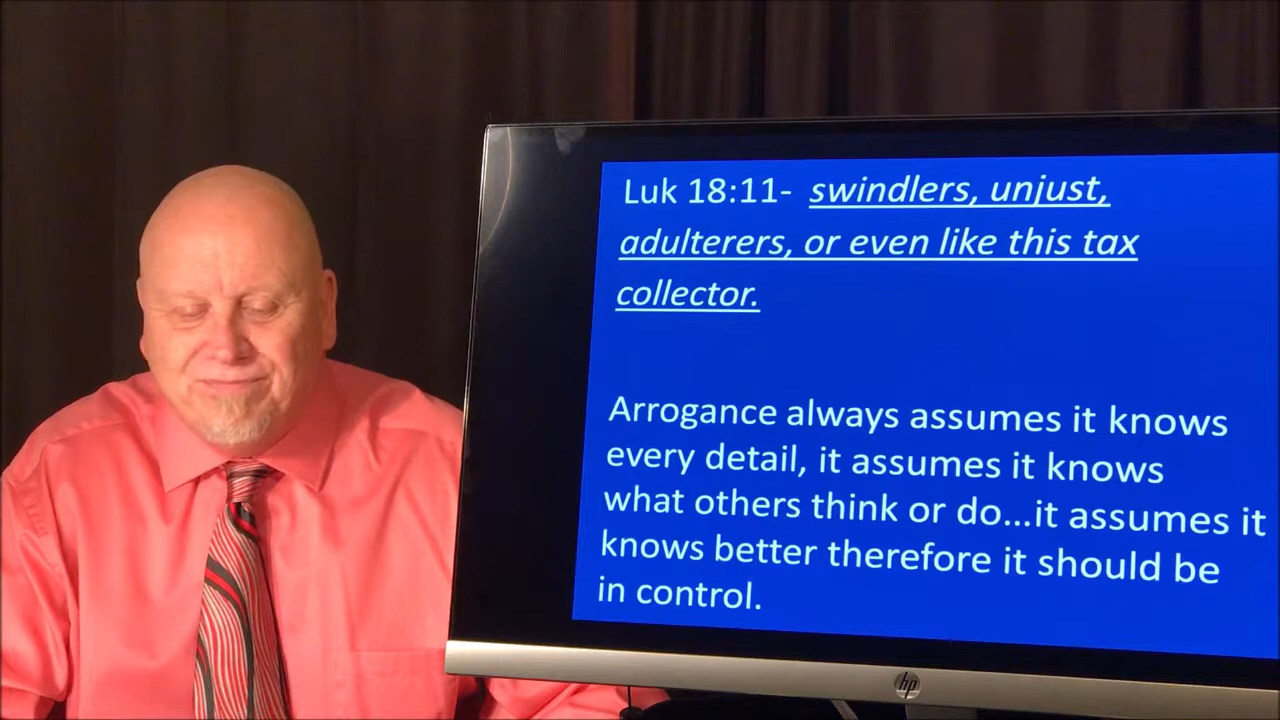 Luk 18:11- swindlers, unjust,
adulterers, or even like this tax
collector.
Arrogance always assumes it knows
every detail, it assumes it knows
what others think or do...it assumes it
knows better therefore it should be
in control.
hp